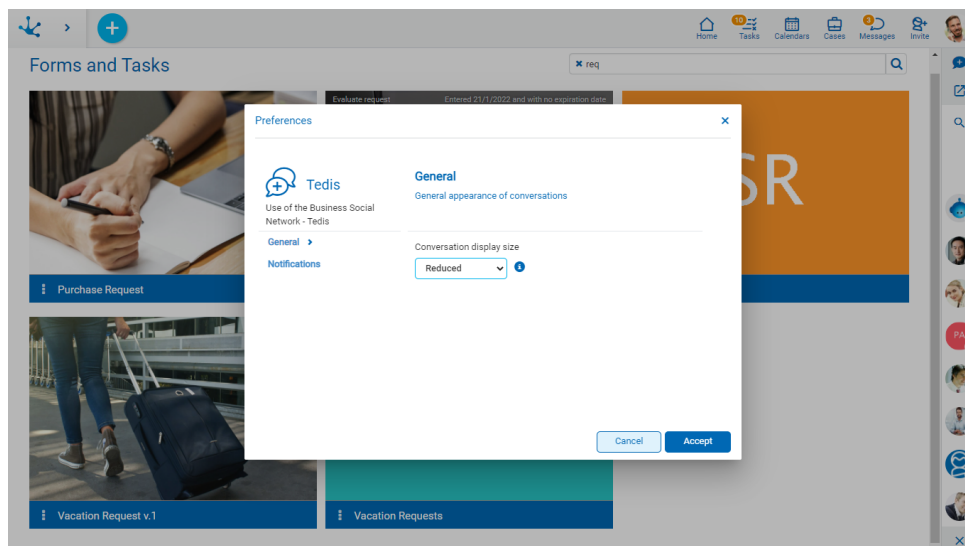 10
3
Home
Tasks
Calendars
Cases
Messages
Invite
Forms and Tasks
req
Evaluate request
Entered 21/1/2022 and with no expiration date
SR
Preferences
Tedis
Use of the Business Social
Network - Tedis
General
Notifications
General
General appearance of conversations
Conversation display size
Reduced
Cancel
Accept
Purchase Request
PA
Vacation Request v.1
Vacation Requests